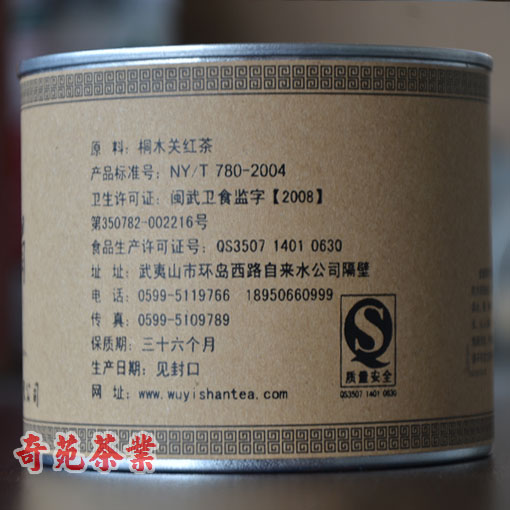 原 料：桐木关红茶
产品标准号：NY/T 780-2004
卫生许可证：闽武卫食监字【2008】
第350782-002216号
食品生产许可证号：QS3507 1401 0630
地 址：武夷山市环岛西路自来水公司隔壁
电 话：0599-5119766 18950660999
传 真：0599-5109789
保质期：三十六个月
生产日期：见封口
网 址：www.wuyishantea.com
质量安全
QS3507 1401 0630
司
奇苑茶業